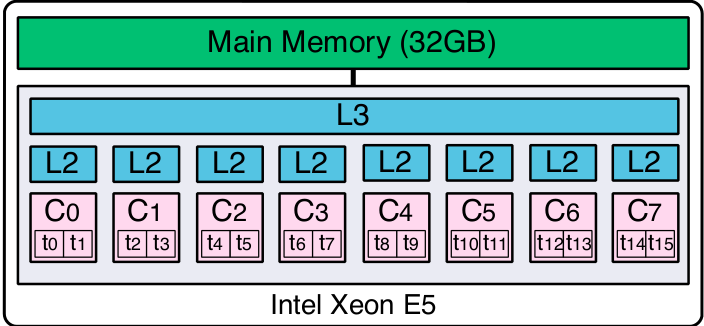 Main Memory (32GB)
L3
L2 L2 L2 L2 L2 L2 L2 L2
C0 C1 C2 C3 C4 C5 C6 C7
t0 t1 t2 t3 t4 t5 t6 t7 t8 t9 t10 t11 t12 t13 t14 t15
Intel Xeon E5